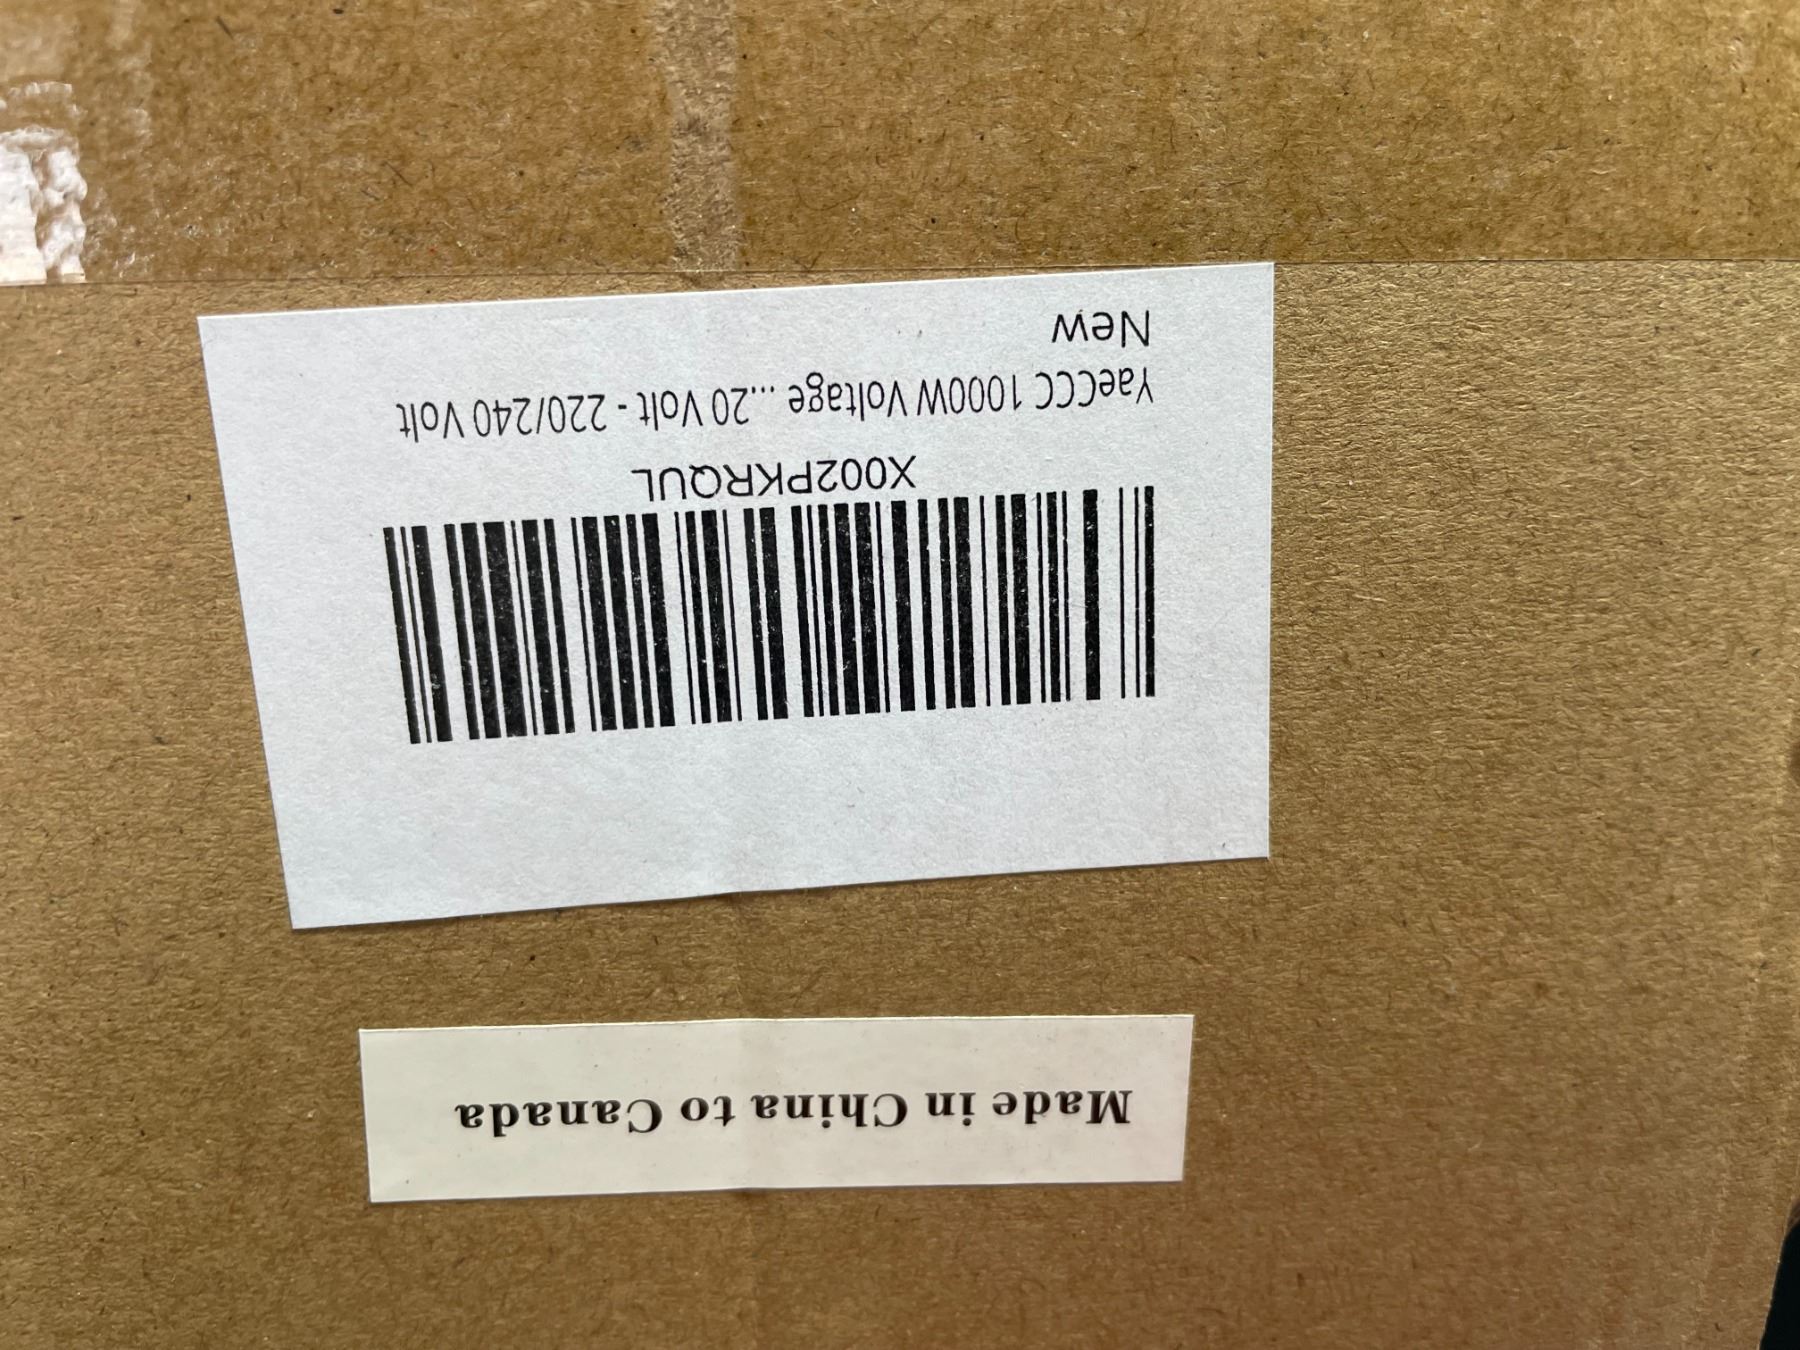 Made in China to Canada
X002PKRQUL
YaeCCC 1000W Voltage ...20 Volt - 220/240 Volt
New